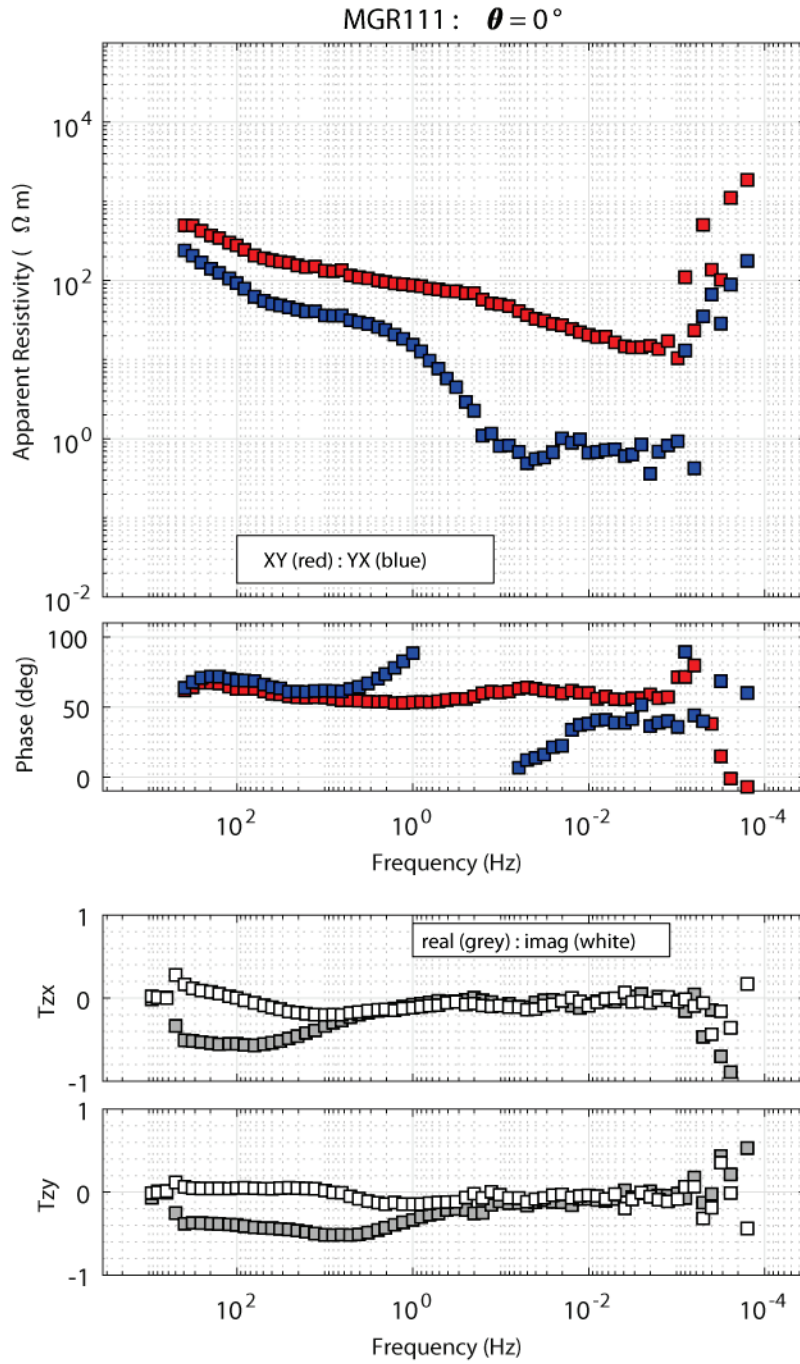 MGR111 : θ = 0°
Apparent Resistivity ( Ω m)
10^4
10^2
10^0
10^-2
XY (red) : YX (blue)
Phase (deg)
100
50
0
10^2 10^0 10^-2 10^-4
Frequency (Hz)
Tzx
1
0
-1
real (grey) : imag (white)
Tzy
1
0
-1
10^2 10^0 10^-2 10^-4
Frequency (Hz)